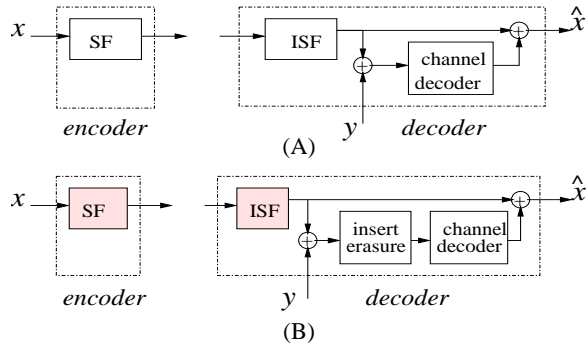 x SF ISF x̂
channel
decoder
encoder y decoder
(A)
x SF ISF x̂
insert
erasure
channel
decoder
encoder y decoder
(B)